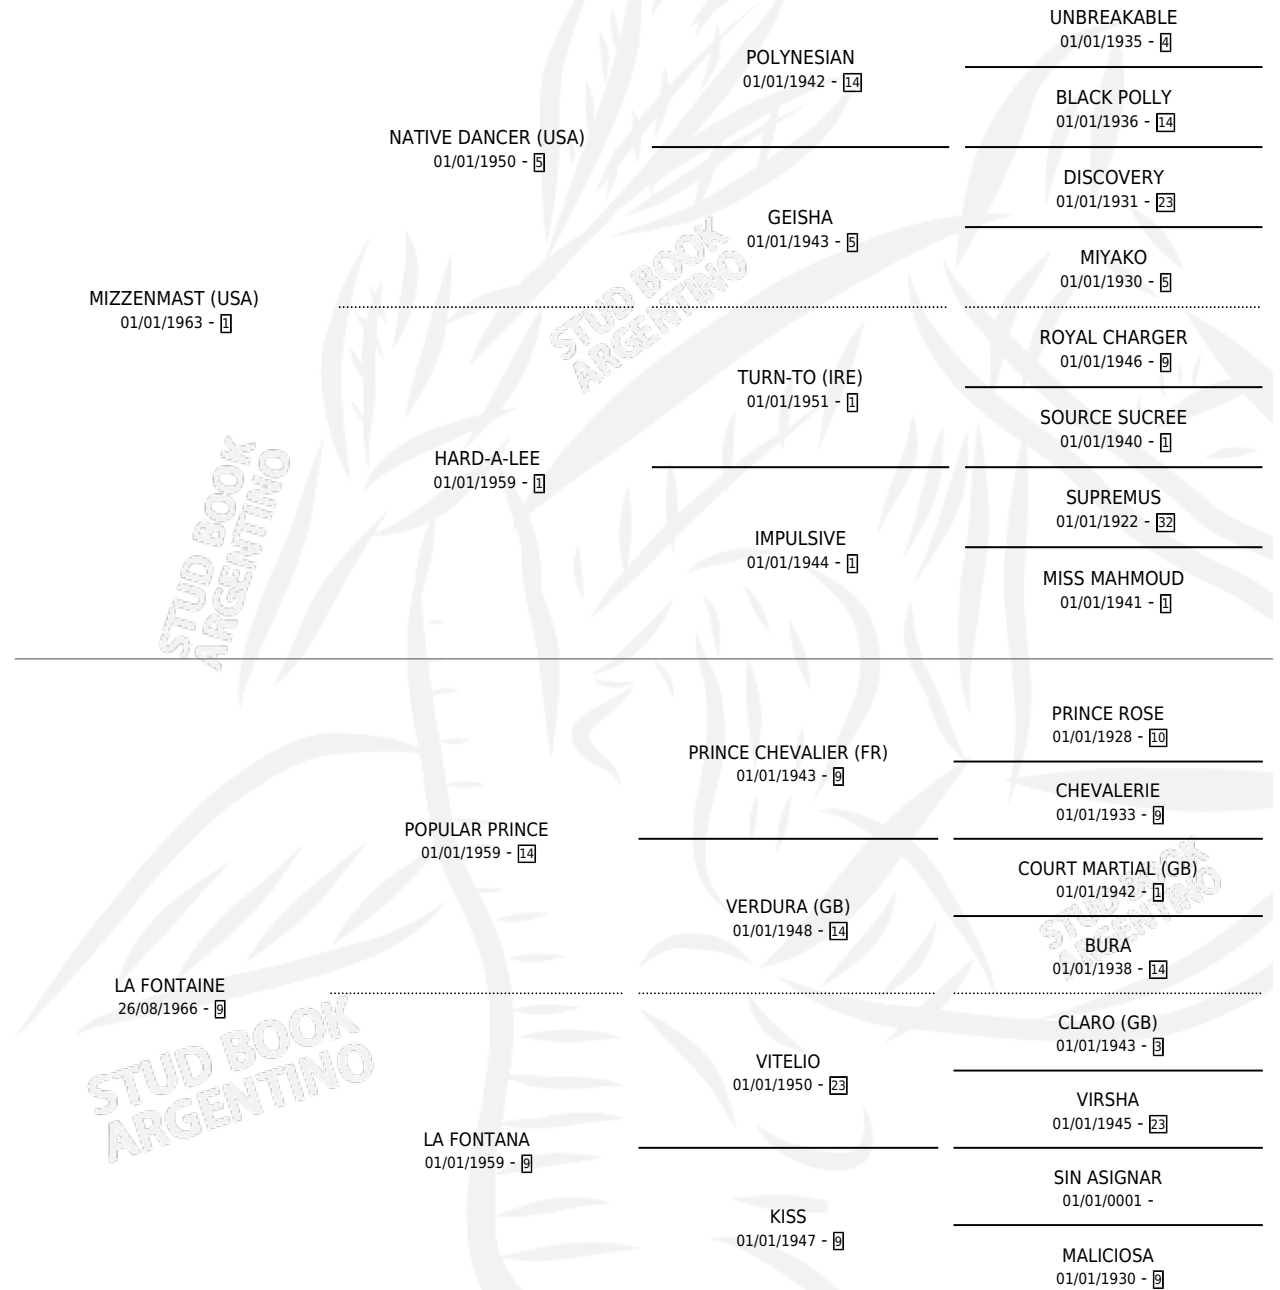 UNBREAKABLE
01/01/1935 - 4
POLYNESIAN
01/01/1942 - 14
BLACK POLLY
01/01/1936 - 14
NATIVE DANCER (USA)
01/01/1950 - 5
DISCOVERY
01/01/1931 - 23
GEISHA
01/01/1943 - 5
MIYAKO
01/01/1930 - 5
MIZZENMAST (USA)
01/01/1963 - 1
STUD BOOK
ARGENTINO
ROYAL CHARGER
01/01/1946 - 9
TURN-TO (IRE)
01/01/1951 - 1
SOURCE SUCREE
01/01/1940 - 1
HARD-A-LEE
01/01/1959 - 1
SUPREMUS
01/01/1922 - 32
IMPULSIVE
01/01/1944 - 1
MISS MAHMOUD
01/01/1941 - 1
STUD BOOK
ARGENTINO
PRINCE ROSE
01/01/1928 - 10
PRINCE CHEVALIER (FR)
01/01/1943 - 9
CHEVALERIE
01/01/1933 - 9
POPULAR PRINCE
01/01/1959 - 14
COURT MARTIAL (GB)
01/01/1942 - 1
VERDURA (GB)
01/01/1948 - 14
BURA
01/01/1938 - 14
STUD BOOK
ARGENTINO
LA FONTAINE
26/08/1966 - 9
CLARO (GB)
01/01/1943 - 3
VITELIO
01/01/1950 - 23
VIRSHA
01/01/1945 - 23
STUD BOOK
ARGENTINO
LA FONTANA
01/01/1959 - 9
SIN ASIGNAR
01/01/0001 -
KISS
01/01/1947 - 9
MALICIOSA
01/01/1930 - 9